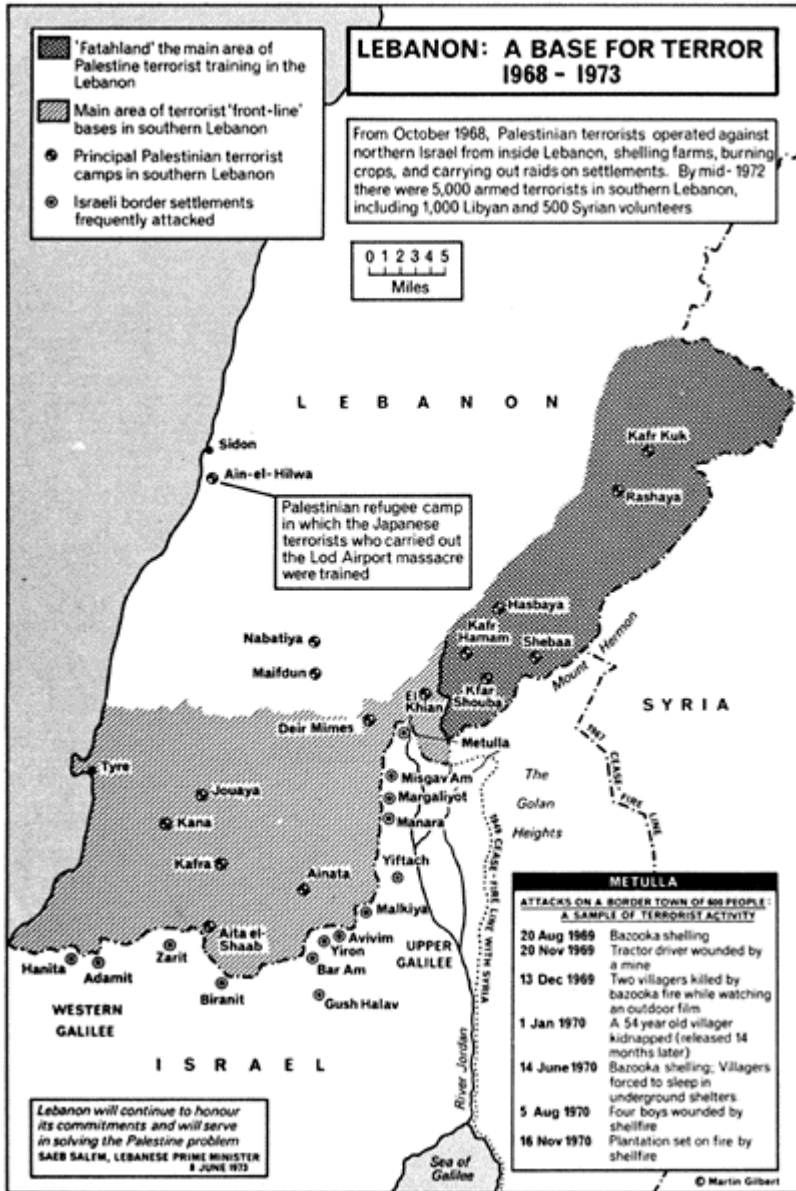 LEBANON: A BASE FOR TERROR
1968 - 1973
'Fatahland' the main area of
Palestine terrorist training in the
Lebanon
Main area of terrorist 'front-line'
bases in southern Lebanon
Principal Palestinian terrorist
camps in southern Lebanon
Israeli border settlements
frequently attacked
From October 1968, Palestinian terrorists operated against
northern Israel from inside Lebanon, shelling farms, burning
crops, and carrying out raids on settlements. By mid-1972
there were 5,000 armed terrorists in southern Lebanon,
including 1,000 Libyan and 500 Syrian volunteers
0 1 2 3 4 5
Miles
LEBANON
Kafr Kuk
Sidon
Ain-el-Hilwa
Rashaya
Palestinian refugee camp
in which the Japanese
terrorists who carried out
the Lod Airport massacre
were trained
Hasbaya
Kafr
Hamam
Shebaa
Nabatiya
Maifdun
Mount Hermon
El
Khian
Kfar
Shouba
SYRIA
Deir Mimes
Metulla
1967 CEASE FIRE LINE
Tyre
Misgav Am
The
Golan
Heights
Jouaya
Margaliyot
Kana
Manara
1949 CEASE-FIRE LINE WITH SYRIA
Kafra
Yiftach
Ainata
Malkiya
Aita el-
Shaab
Avivim
Yiron
UPPER
GALILEE
Hanita
Adamit
Zarit
Bar Am
Biranit
Gush Halav
WESTERN
GALILEE
ISRAEL
River Jordan
Sea of
Galilee
METULLA
ATTACKS ON A BORDER TOWN OF 600 PEOPLE:
A SAMPLE OF TERRORIST ACTIVITY
20 Aug 1969 Bazooka shelling
20 Nov 1969 Tractor driver wounded by
a mine
13 Dec 1969 Two villagers killed by
bazooka fire while watching
an outdoor film
1 Jan 1970 A 54 year old villager
kidnapped (released 14
months later)
14 June 1970 Bazooka shelling; Villagers
forced to sleep in
underground shelters
5 Aug 1970 Four boys wounded by
shellfire
16 Nov 1970 Plantation set on fire by
shellfire
Lebanon will continue to honour
its commitments and will serve
in solving the Palestine problem
SAEB SALEM, LEBANESE PRIME MINISTER
8 JUNE 1973
© Martin Gilbert